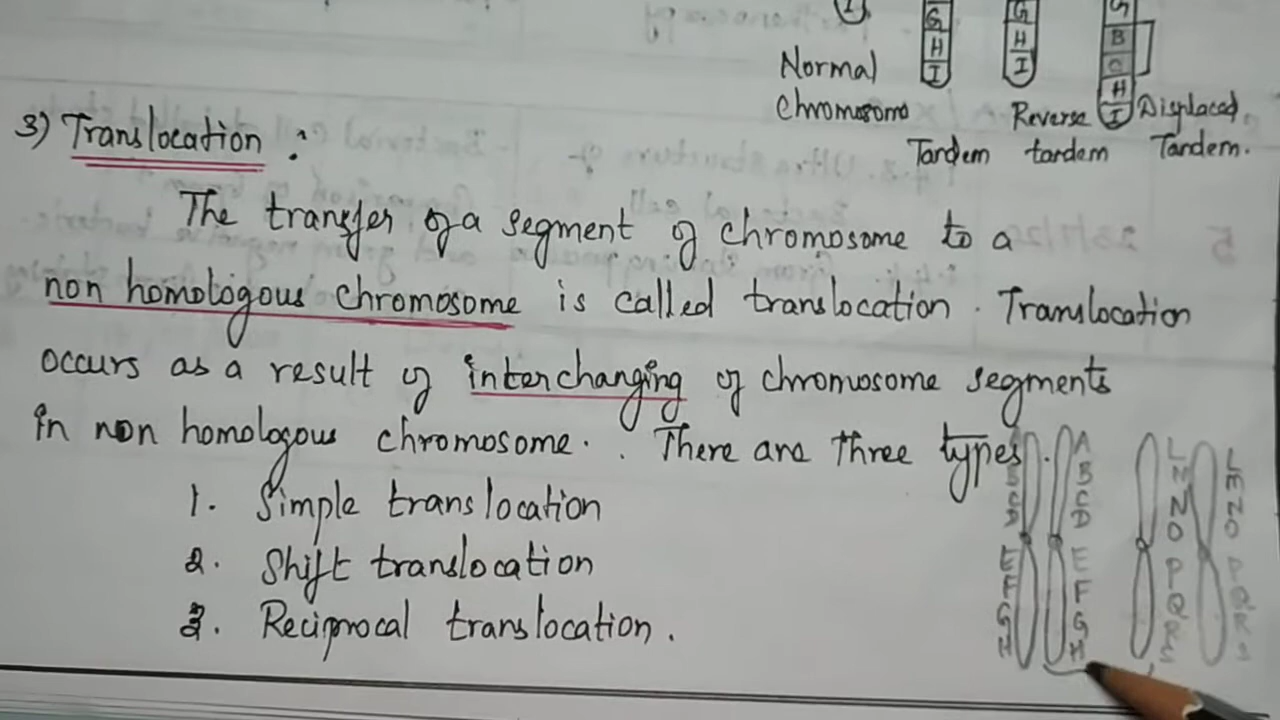 G
H
I
G
H
I
G
B
C
H
I
Normal
Chromosomo
Tandem
Reverse
tardem
Displaced
Tandem.
3) Translocation :
The transfer of a segment of chromosome to a
non homologous chromosome is called translocation. Translocation
occurs as a result of interchanging of chromosome segments
in non homologous chromosome. There are three types.
1. Simple translocation
2. Shift translocation
3. Reciprocal translocation.
B
C
D
E
F
G
H
A
B
C
D
E
F
G
H